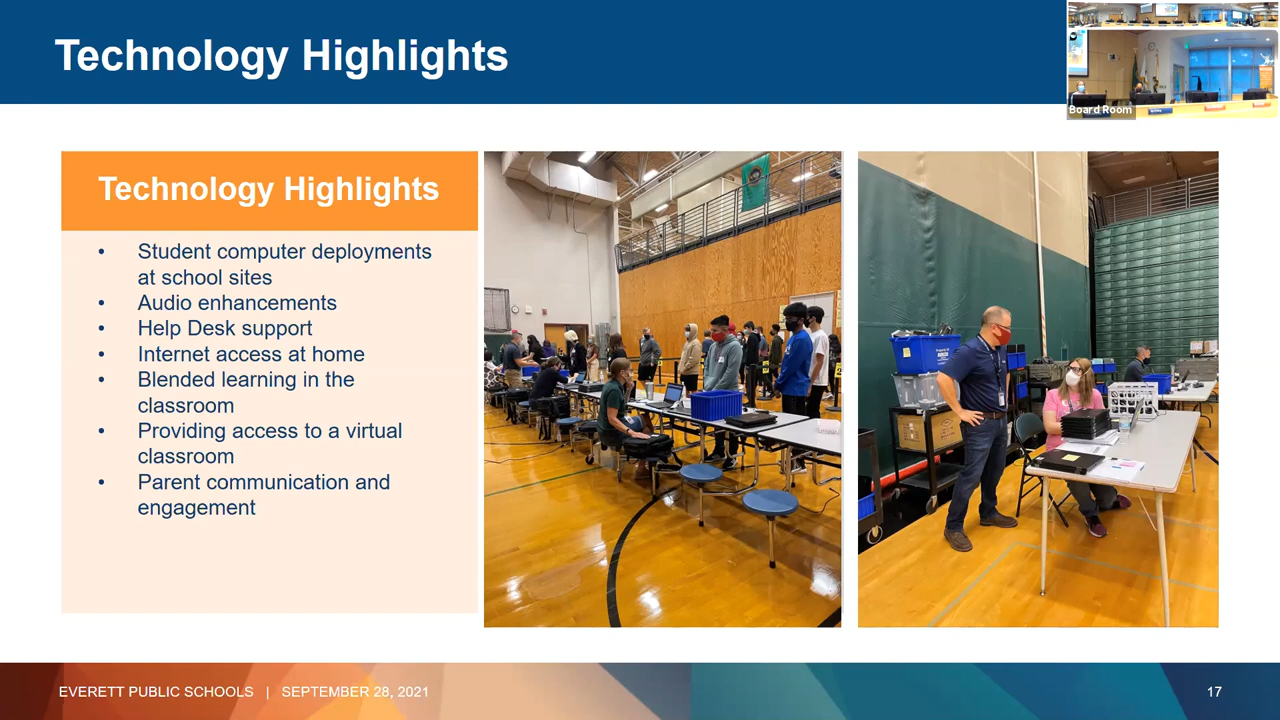 Technology Highlights
Board Room
Technology Highlights
• Student computer deployments
at school sites
• Audio enhancements
• Help Desk support
• Internet access at home
• Blended learning in the
classroom
• Providing access to a virtual
classroom
• Parent communication and
engagement
EVERETT PUBLIC SCHOOLS | SEPTEMBER 28, 2021
17